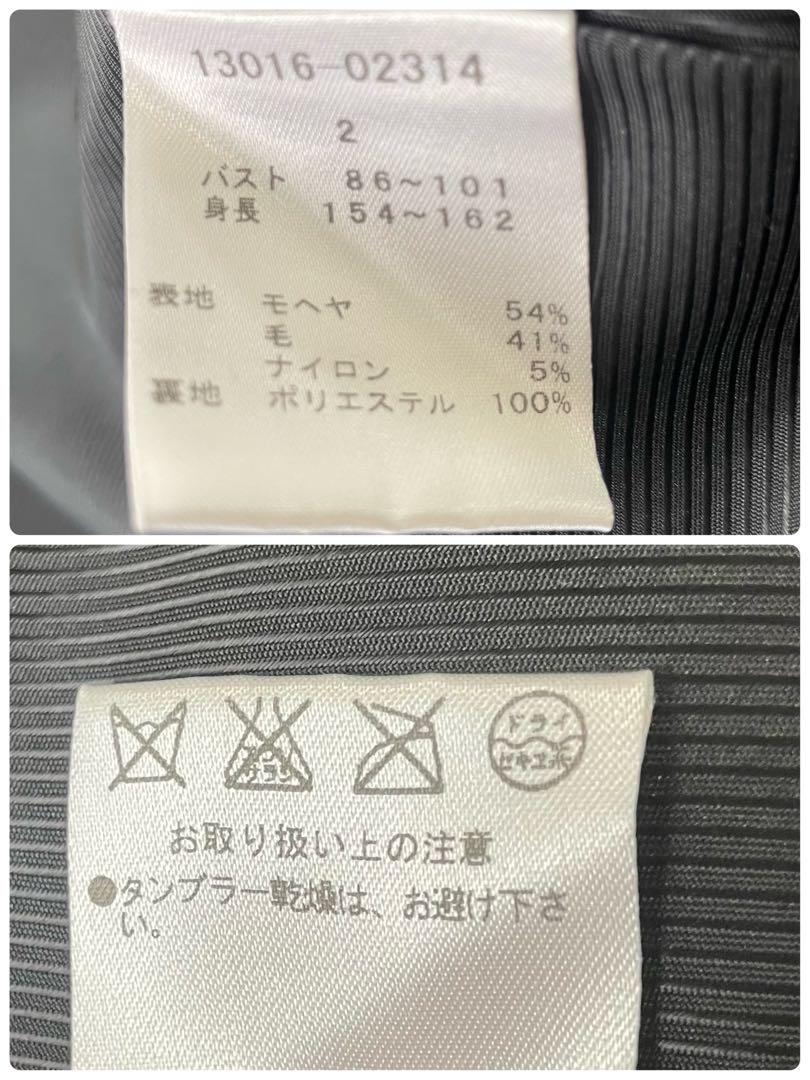 13016-02314
2
バスト 86～101
身長 154～162
表地 モヘヤ 54%
毛 41%
ナイロン 5%
裏地 ポリエステル 100%
ドライ
セキユ系
お取り扱い上の注意
●タンブラー乾燥は、お避け下さ
い。